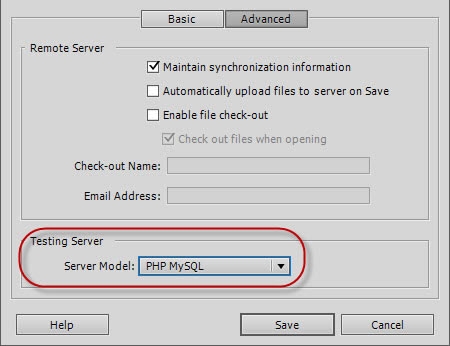 Basic Advanced
Remote Server
Maintain synchronization information
Automatically upload files to server on Save
Enable file check-out
Check out files when opening
Check-out Name:
Email Address:
Testing Server
Server Model: PHP MySQL
Help Save Cancel